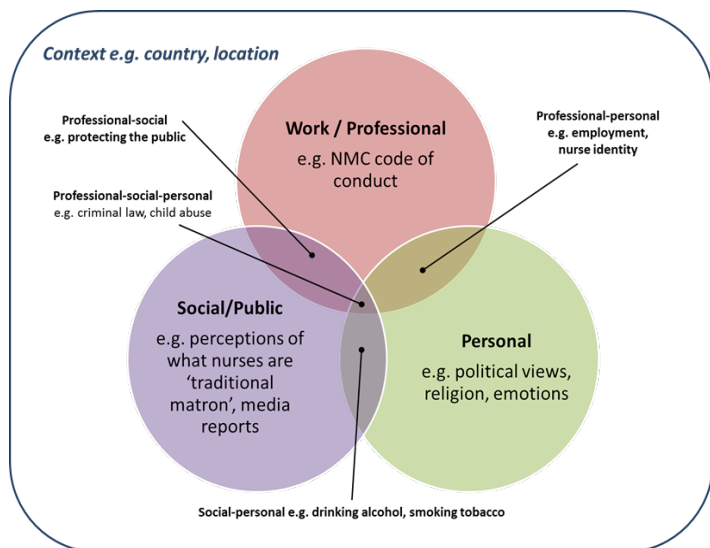 Context e.g. country, location
Professional-social
e.g. protecting the public
Work / Professional
e.g. NMC code of
conduct
Professional-personal
e.g. employment,
nurse identity
Professional-social-personal
e.g. criminal law, child abuse
Social/Public
e.g. perceptions of
what nurses are
‘traditional
matron’, media
reports
Personal
e.g. political views,
religion, emotions
Social-personal e.g. drinking alcohol, smoking tobacco